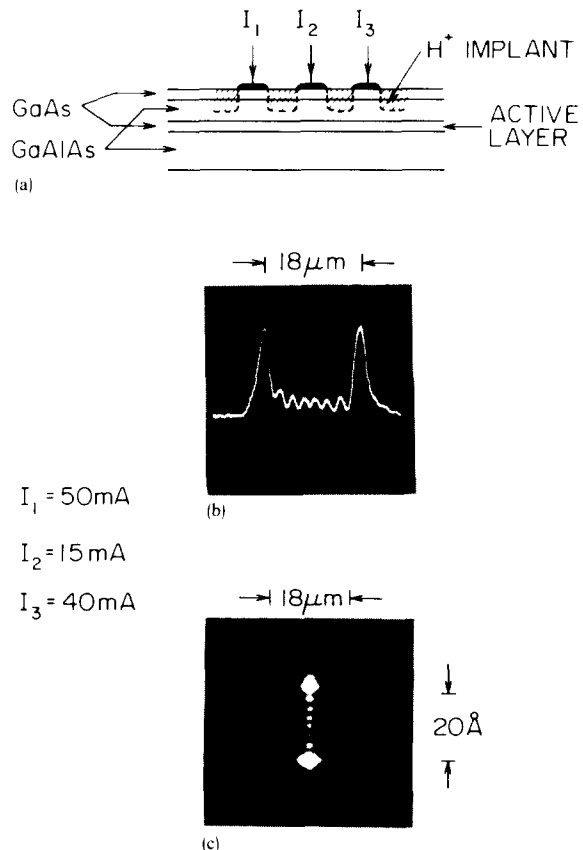 I₁ I₂ I₃
H⁺ IMPLANT
GaAs
GaAlAs
ACTIVE
LAYER
(a)
18μm
(b)
I₁ = 50mA
I₂ = 15mA
I₃ = 40mA
18μm
20Å
(c)